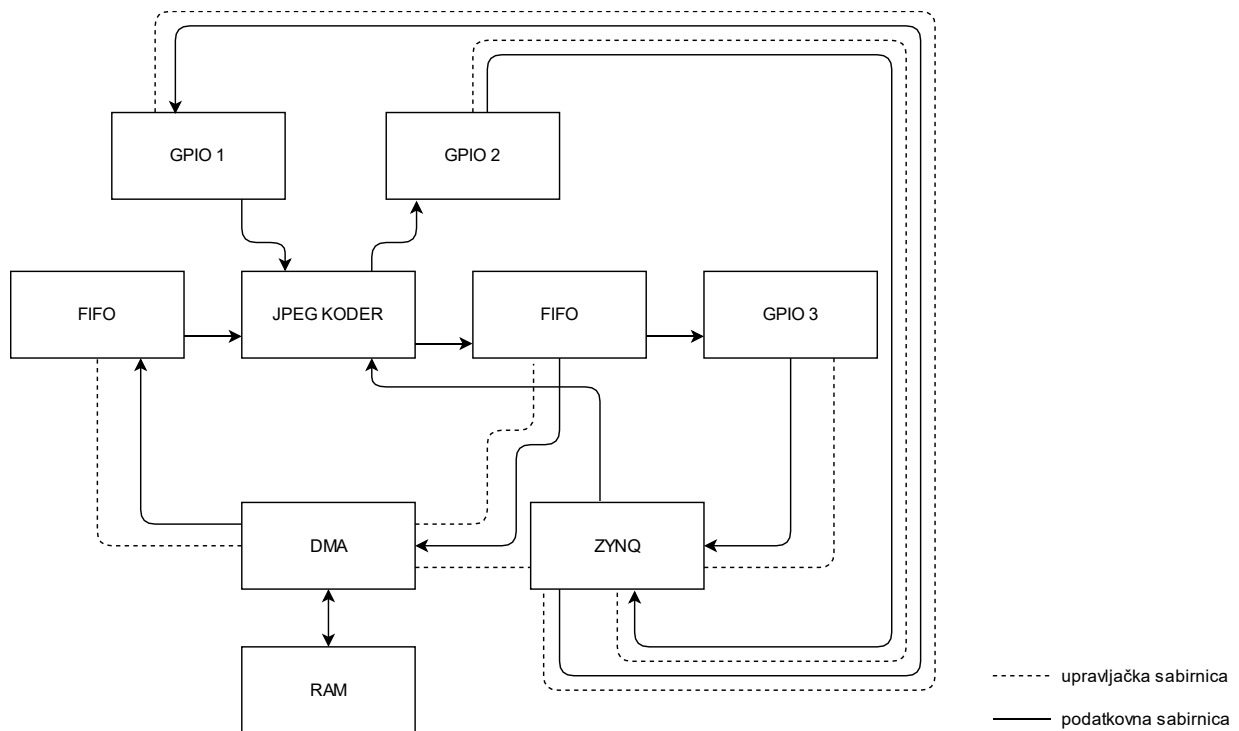 GPIO 1
GPIO 2
FIFO
JPEG KODER
FIFO
GPIO 3
DMA
ZYNQ
RAM
upravljačka sabirnica
podatkovna sabirnica